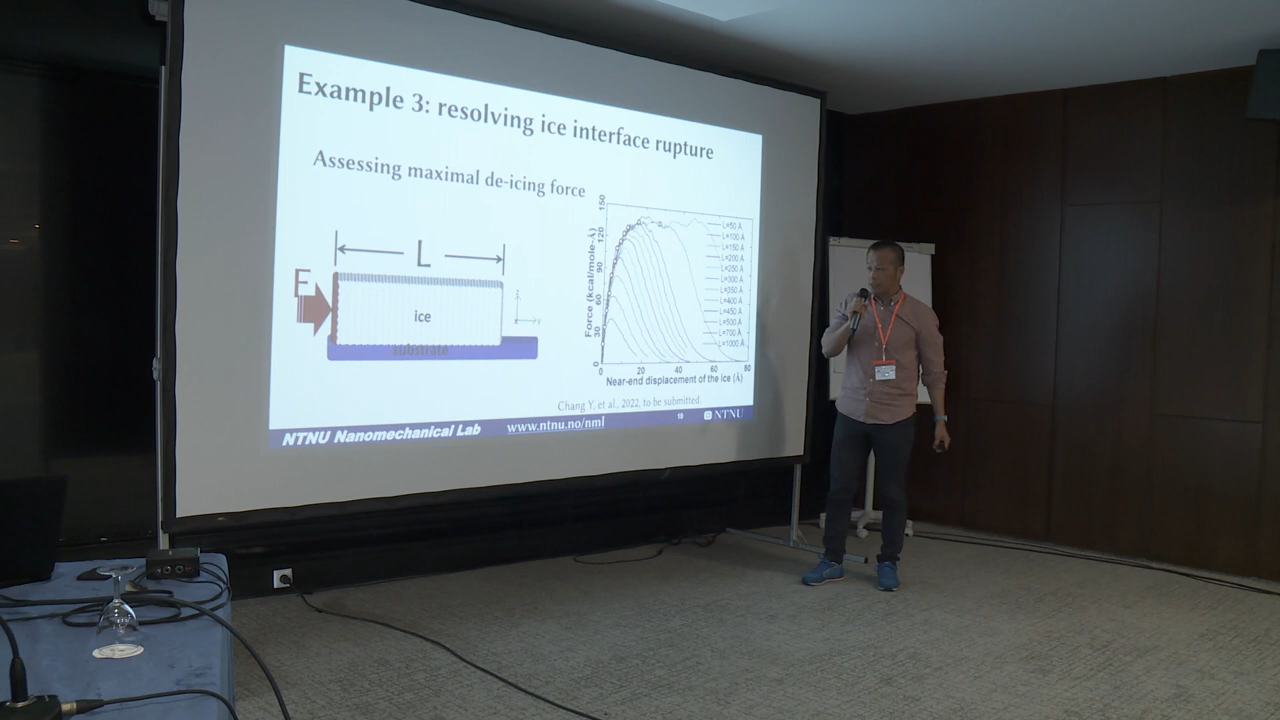 Example 3: resolving ice interface rupture
Assessing maximal de-icing force
L
F
ice
substrate
Z
Y
Force (kcal/mole-Å)
150
120
90
60
30
0
L=50 Å
L=100 Å
L=150 Å
L=200 Å
L=250 Å
L=300 Å
L=350 Å
L=400 Å
L=450 Å
L=500 Å
L=700 Å
L=1000 Å
0 20 40 60 80
Near-end displacement of the ice (Å)
Chang Y, et al., 2022, to be submitted.
NTNU Nanomechanical Lab www.ntnu.no/nml 18 NTNU